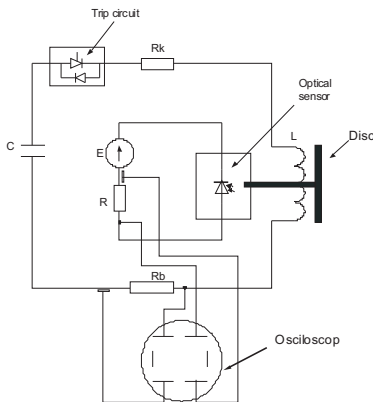 Trip circuit
Rk
Optical
sensor
L
Disc
C
E
R
Rb
Osciloscop